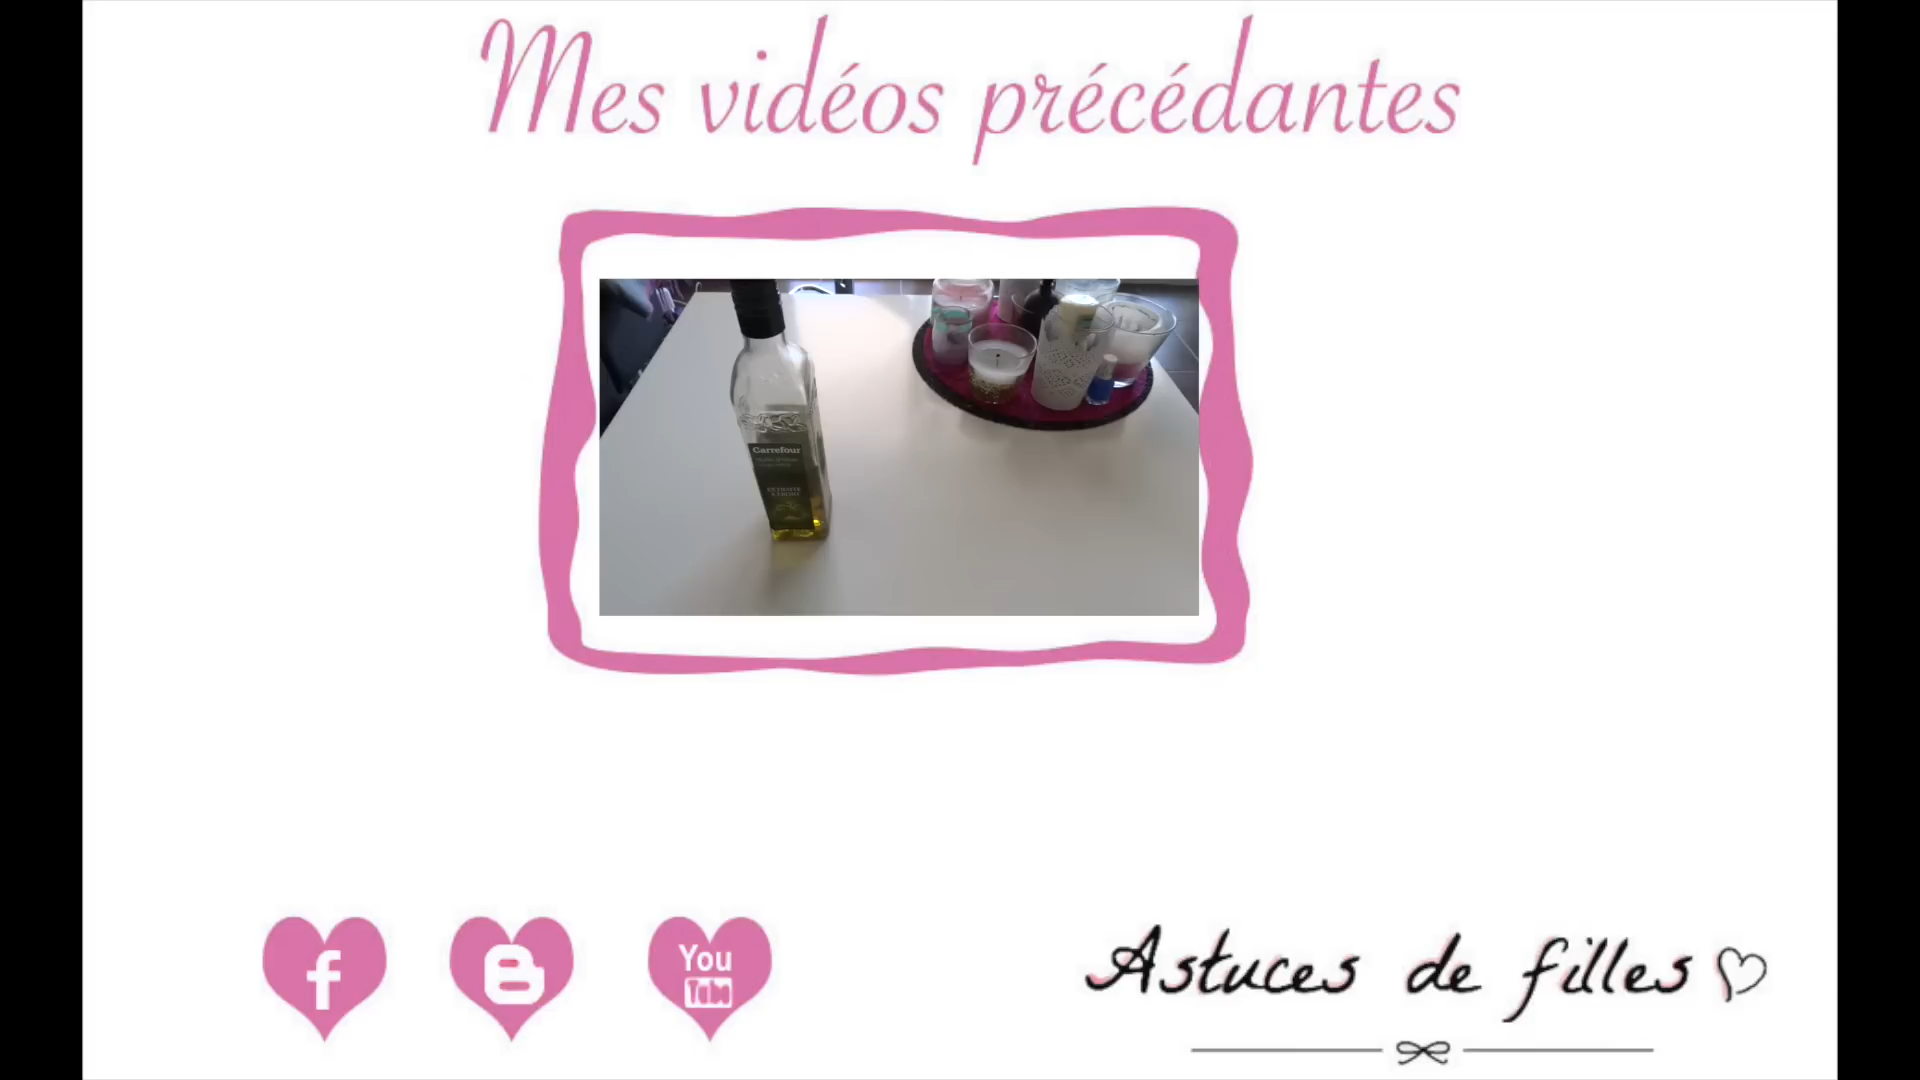 Mes vidéos précédantes
Carrefour
f
B
You
Tube
Astuces de filles